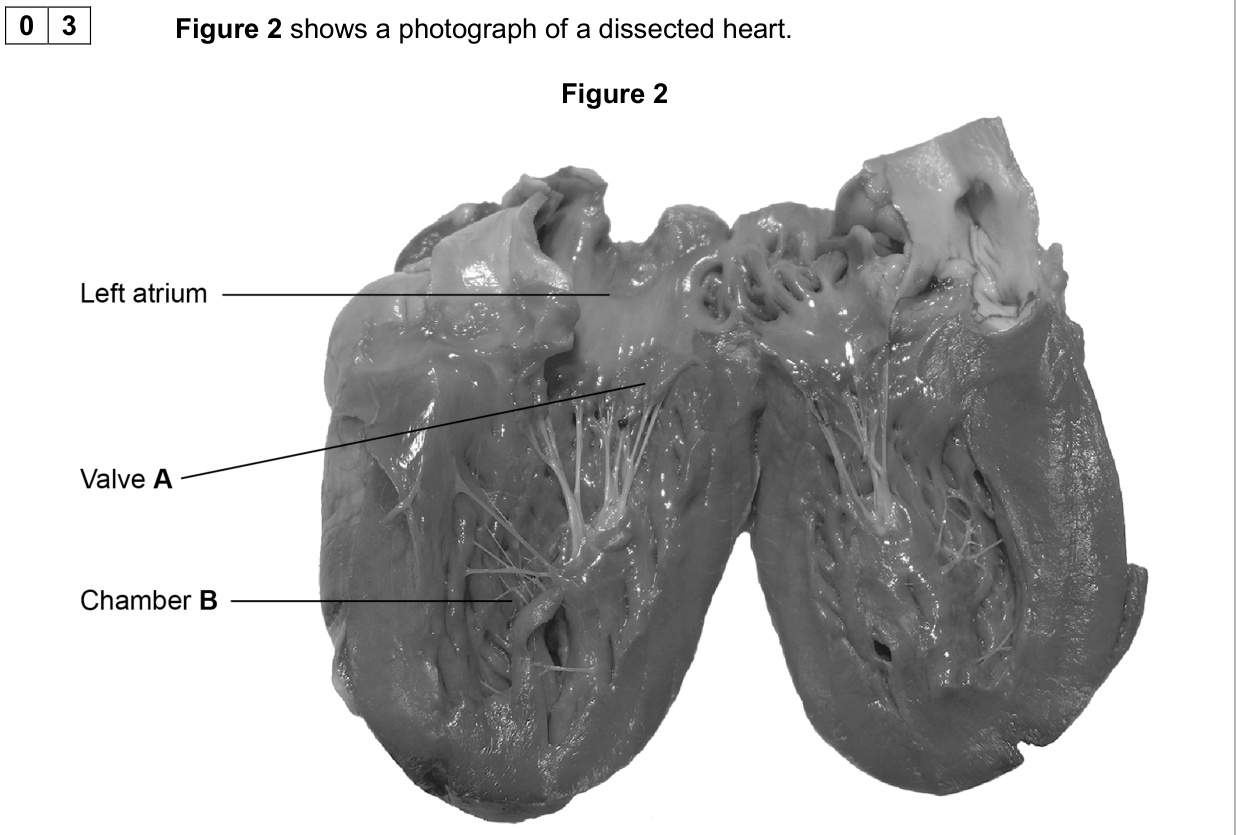 0 3 Figure 2 shows a photograph of a dissected heart.
Figure 2
Left atrium
Valve A
Chamber B